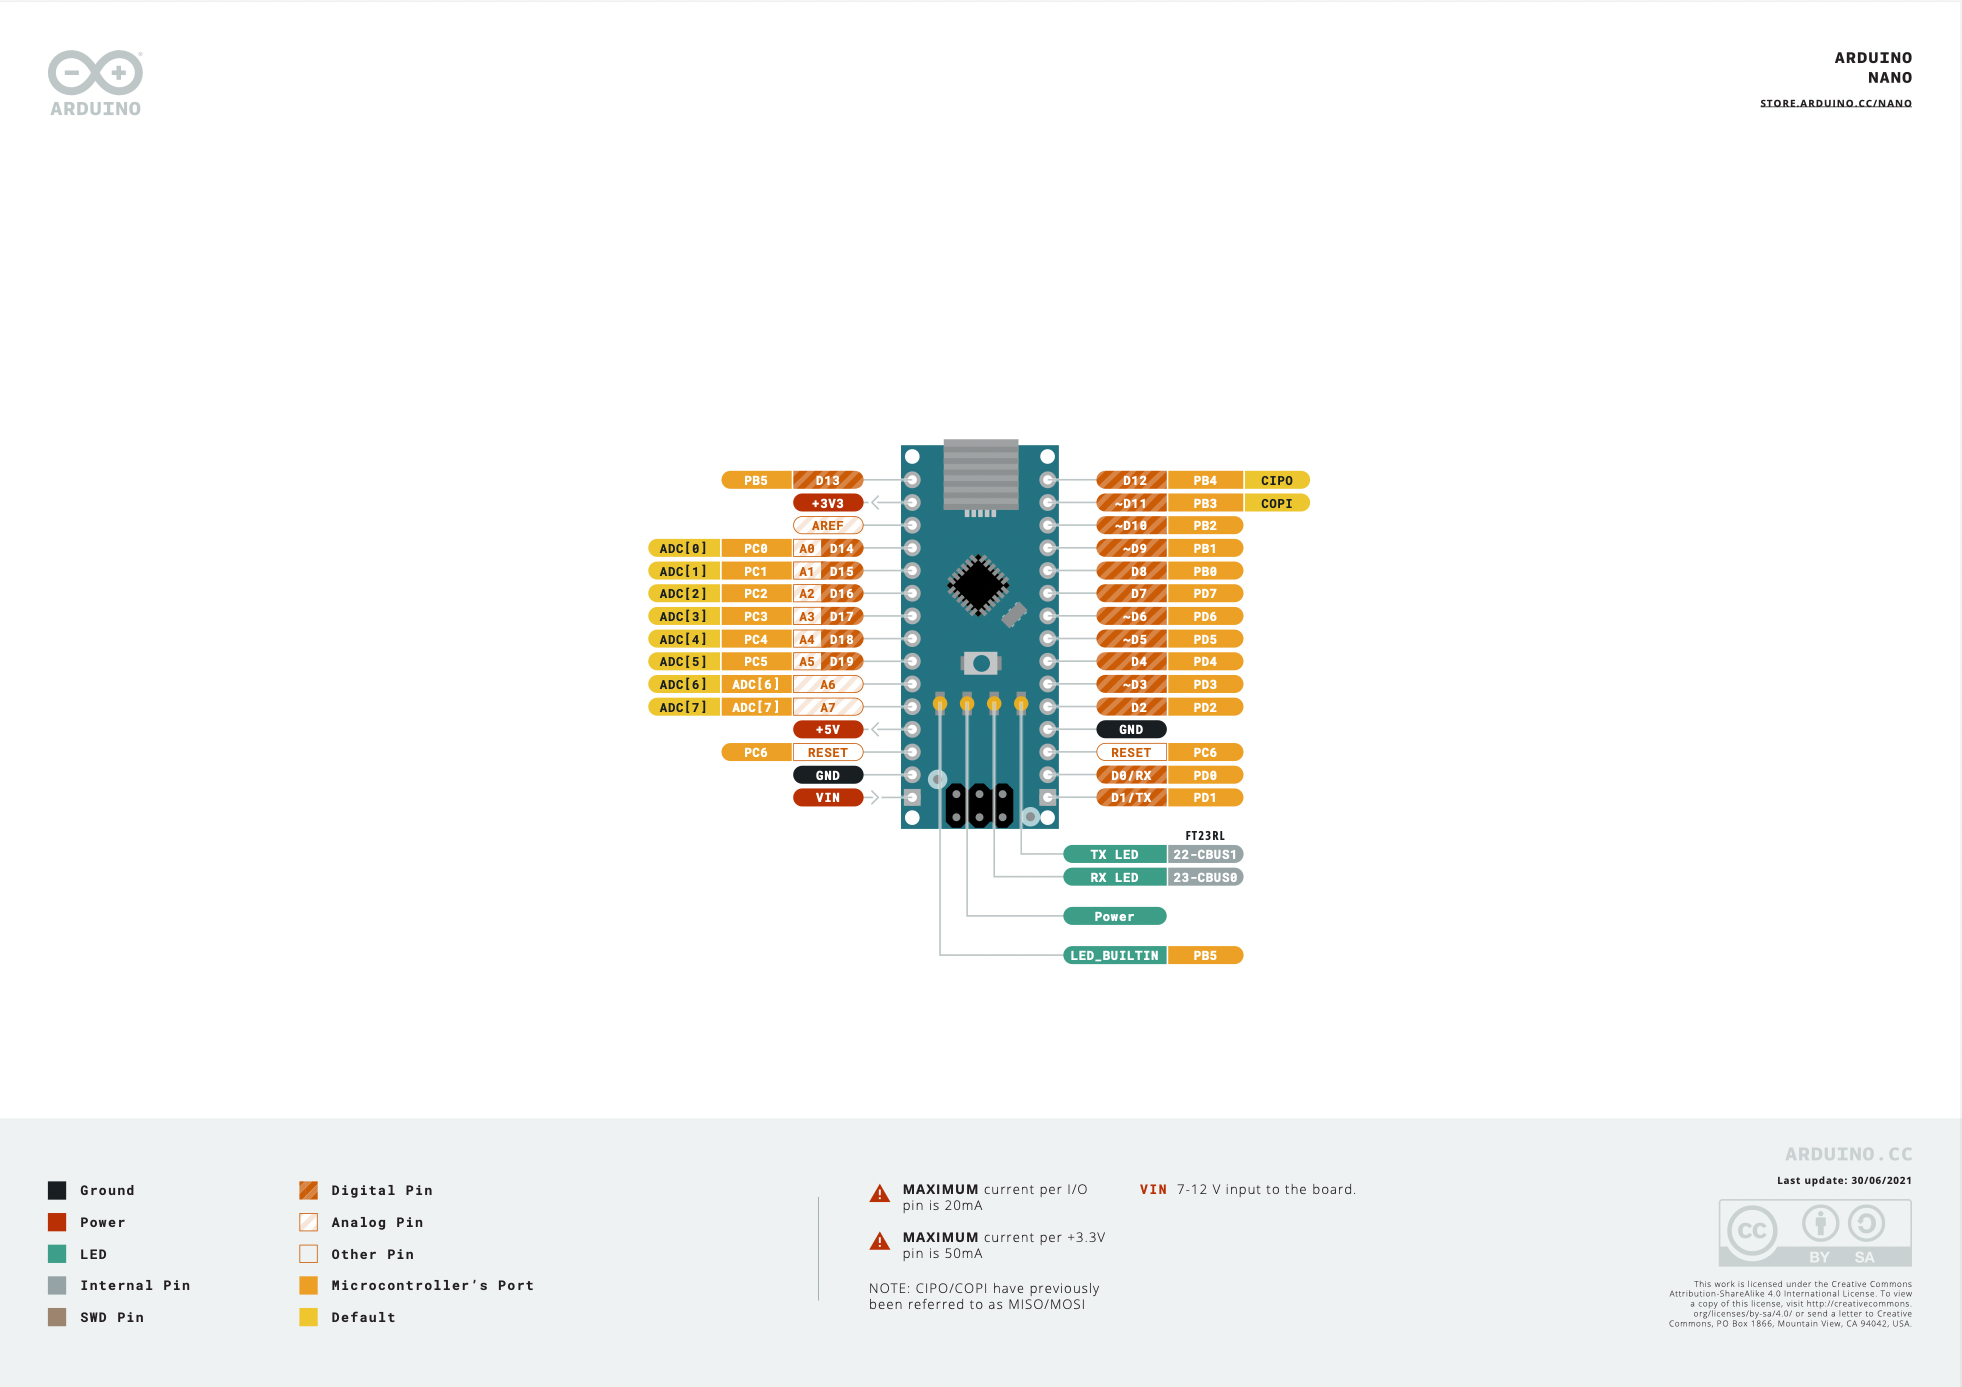 ARDUINO
ARDUINO
NANO
STORE.ARDUINO.CC/NANO
PB5 D13
+3V3
AREF
ADC[0] PC0 A0 D14
ADC[1] PC1 A1 D15
ADC[2] PC2 A2 D16
ADC[3] PC3 A3 D17
ADC[4] PC4 A4 D18
ADC[5] PC5 A5 D19
ADC[6] ADC[6] A6
ADC[7] ADC[7] A7
+5V
PC6 RESET
GND
VIN
D12 PB4 CIPO
~D11 PB3 COPI
~D10 PB2
~D9 PB1
D8 PB0
D7 PD7
~D6 PD6
~D5 PD5
D4 PD4
~D3 PD3
D2 PD2
GND
RESET PC6
D0/RX PD0
D1/TX PD1
FT23RL
TX LED 22-CBUS1
RX LED 23-CBUS0
Power
LED_BUILTIN PB5
Ground
Power
LED
Internal Pin
SWD Pin
Digital Pin
Analog Pin
Other Pin
Microcontroller's Port
Default
MAXIMUM current per I/O
pin is 20mA
MAXIMUM current per +3.3V
pin is 50mA
NOTE: CIPO/COPI have previously
been referred to as MISO/MOSI
VIN 7-12 V input to the board.
ARDUINO.CC
Last update: 30/06/2021
CC
BY SA
This work is licensed under the Creative Commons
Attribution-ShareAlike 4.0 International License. To view
a copy of this license, visit http://creativecommons.
org/licenses/by-sa/4.0/ or send a letter to Creative
Commons, PO Box 1866, Mountain View, CA 94042, USA.